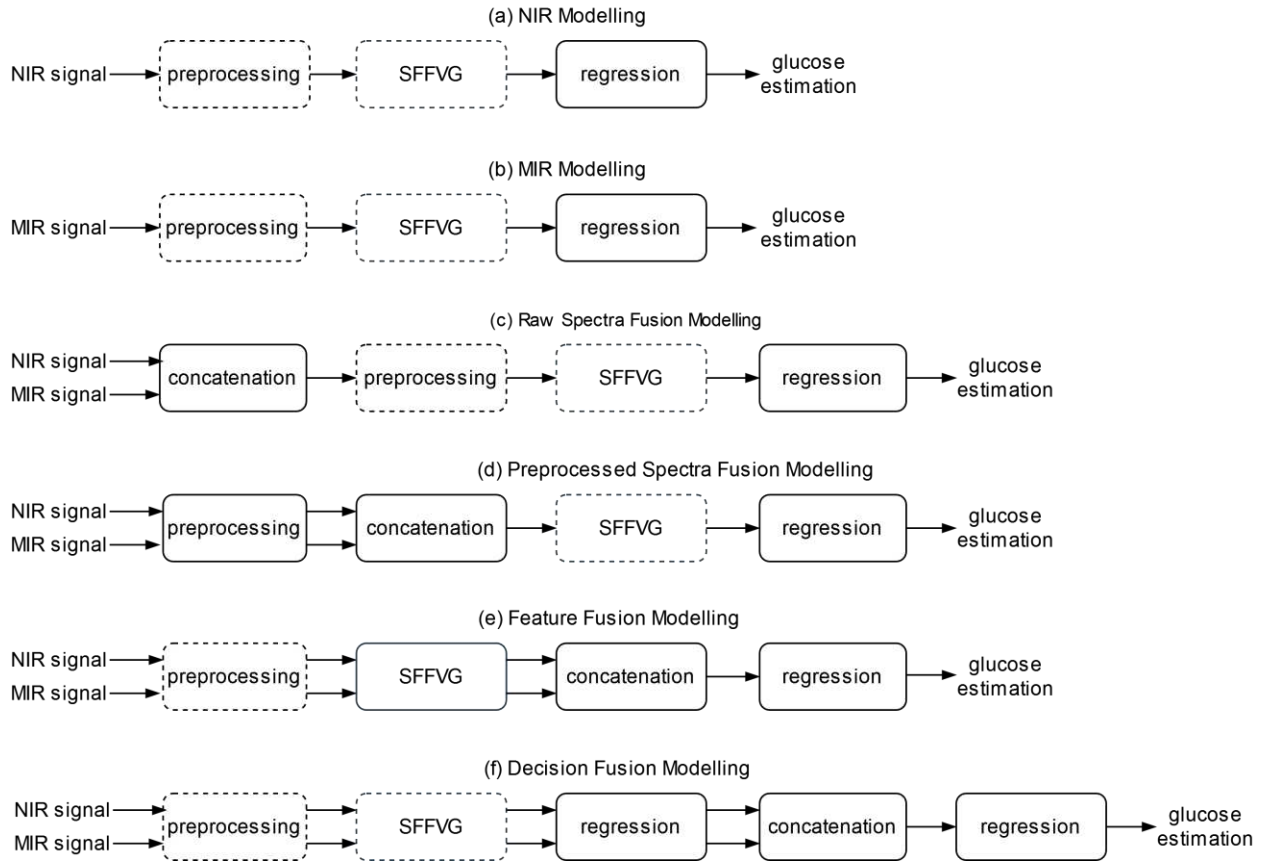 (a) NIR Modelling
NIR signal
preprocessing
SFFVG
regression
glucose
estimation
(b) MIR Modelling
MIR signal
preprocessing
SFFVG
regression
glucose
estimation
(c) Raw Spectra Fusion Modelling
NIR signal
MIR signal
concatenation
preprocessing
SFFVG
regression
glucose
estimation
(d) Preprocessed Spectra Fusion Modelling
NIR signal
MIR signal
preprocessing
concatenation
SFFVG
regression
glucose
estimation
(e) Feature Fusion Modelling
NIR signal
MIR signal
preprocessing
SFFVG
concatenation
regression
glucose
estimation
(f) Decision Fusion Modelling
NIR signal
MIR signal
preprocessing
SFFVG
regression
concatenation
regression
glucose
estimation